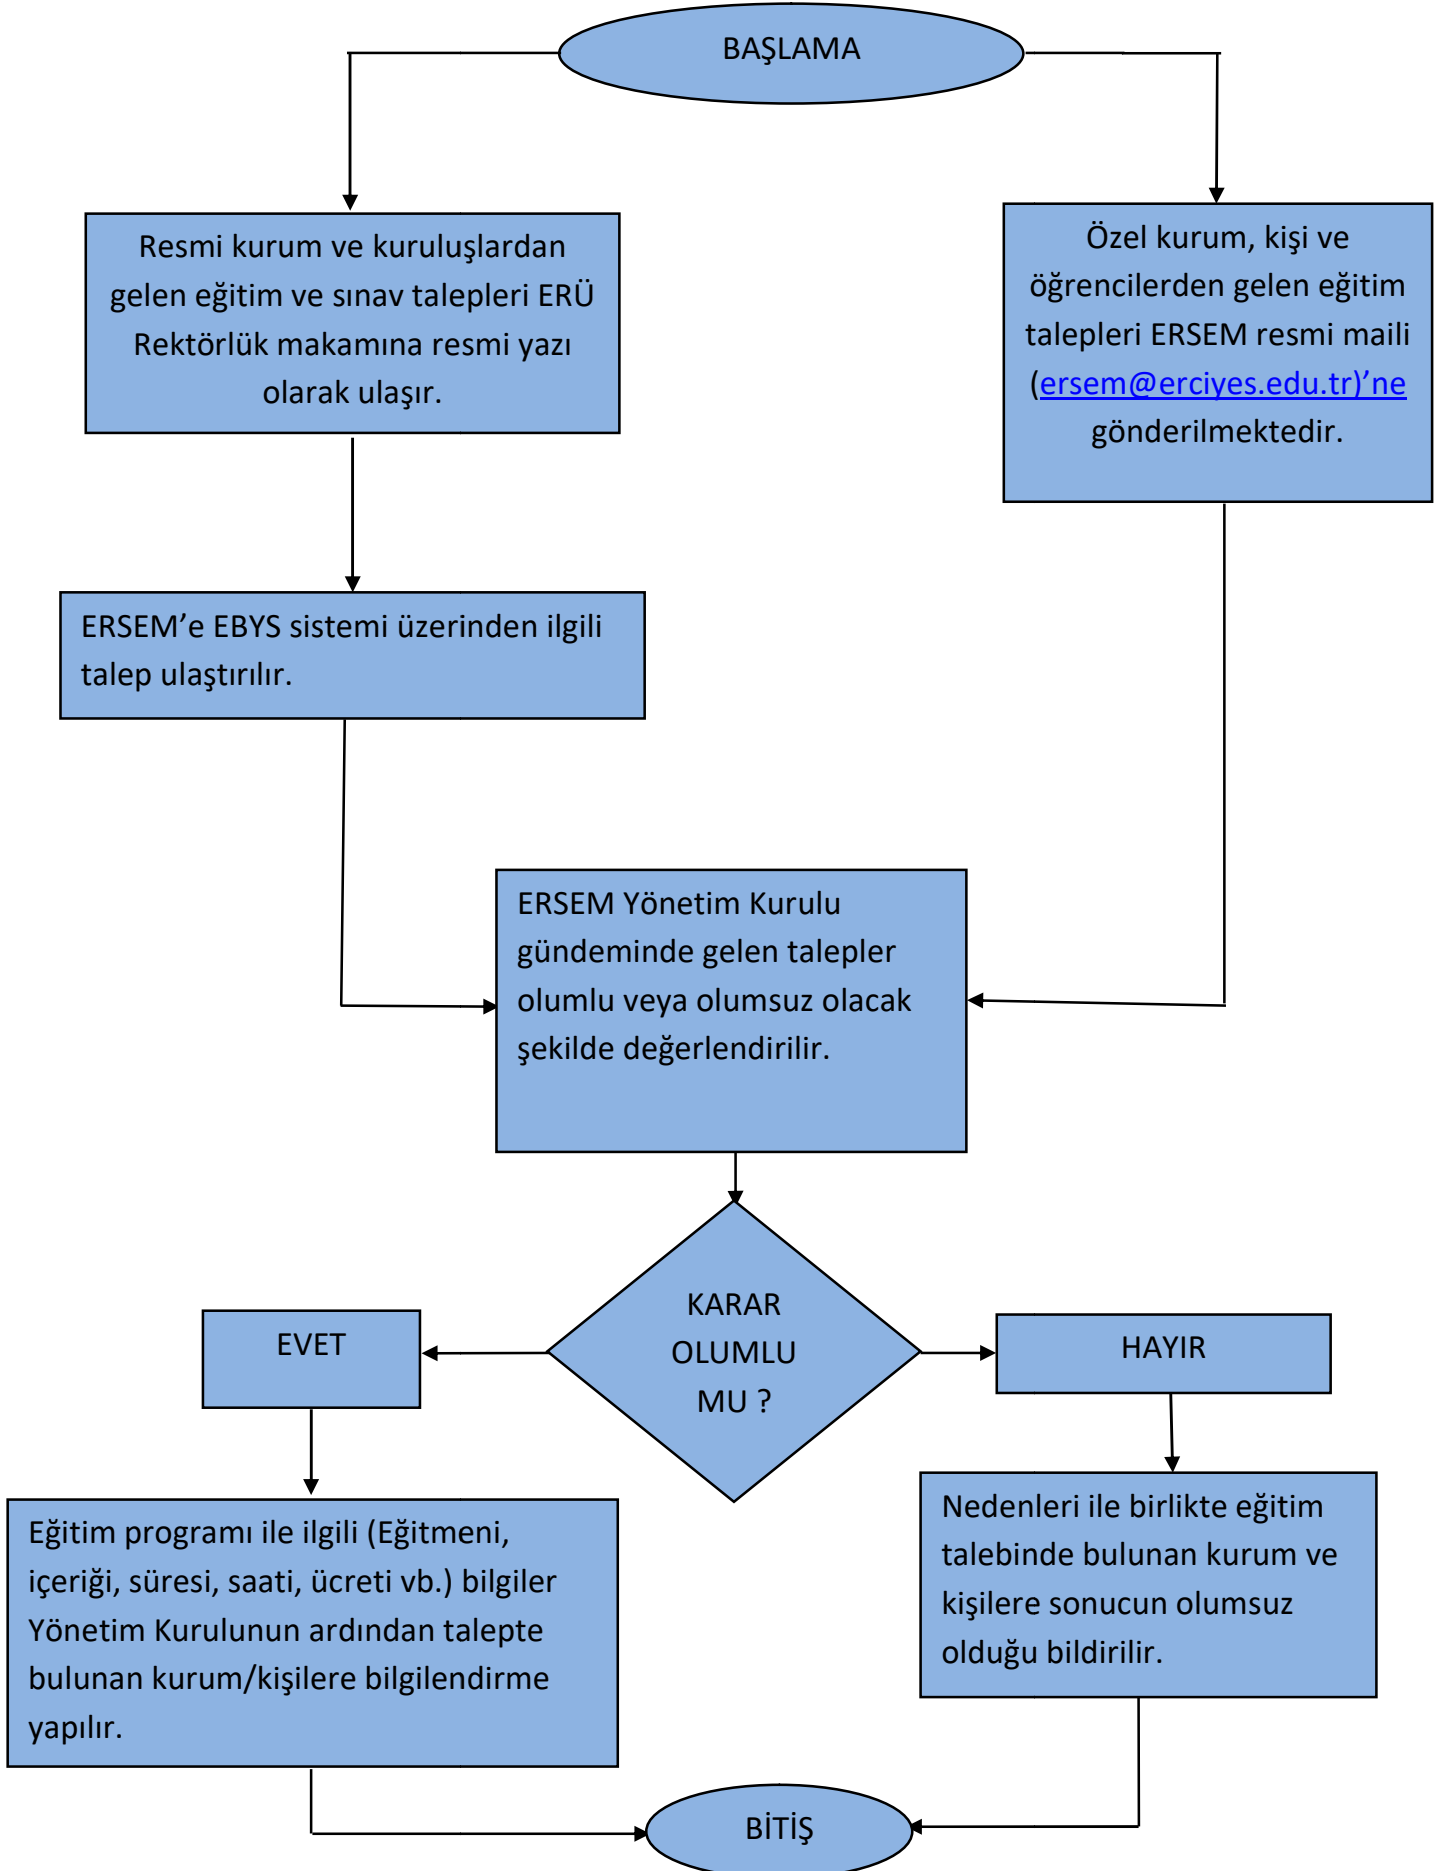 BAŞLAMA
Resmi kurum ve kuruluşlardan
gelen eğitim ve sınav talepleri ERÜ
Rektörlük makamına resmi yazı
olarak ulaşır.
Özel kurum, kişi ve
öğrencilerden gelen eğitim
talepleri ERSEM resmi maili
(ersem@erciyes.edu.tr)’ne
gönderilmektedir.
ERSEM’e EBYS sistemi üzerinden ilgili
talep ulaştırılır.
ERSEM Yönetim Kurulu
gündeminde gelen talepler
olumlu veya olumsuz olacak
şekilde değerlendirilir.
KARAR
OLUMLU
MU ?
EVET
HAYIR
Eğitim programı ile ilgili (Eğitmeni,
içeriği, süresi, saati, ücreti vb.) bilgiler
Yönetim Kurulunun ardından talepte
bulunan kurum/kişilere bilgilendirme
yapılır.
Nedenleri ile birlikte eğitim
talebinde bulunan kurum ve
kişilere sonucun olumsuz
olduğu bildirilir.
BİTİŞ